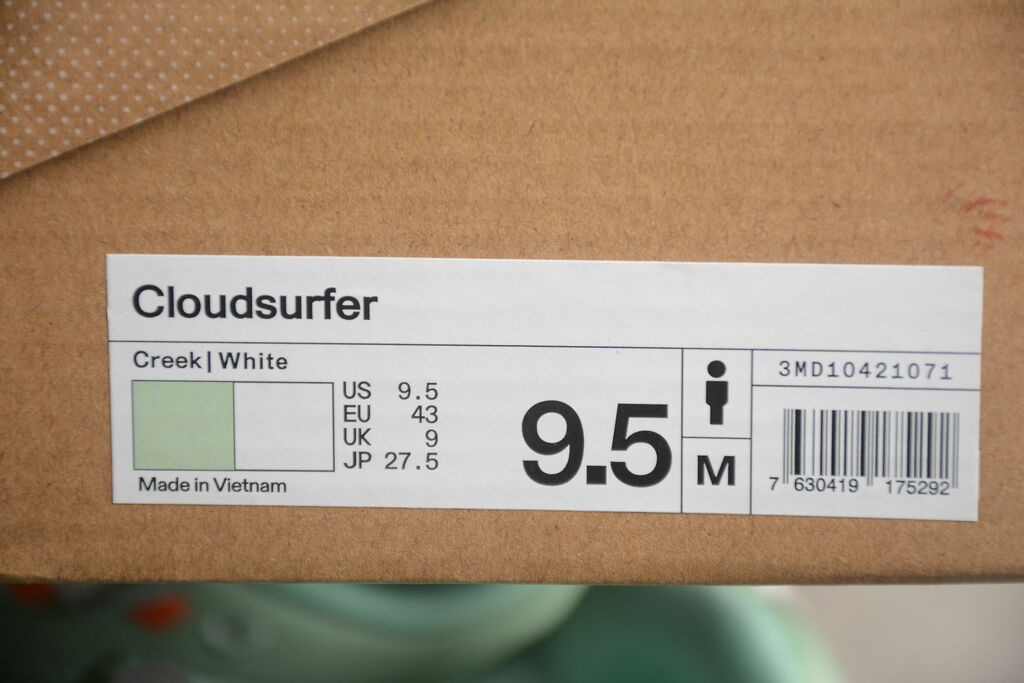 Cloudsurfer
Creek|White
US 9.5
EU 43
UK 9
JP 27.5
Made in Vietnam
9.5
M
3MD10421071
7 630419 175292